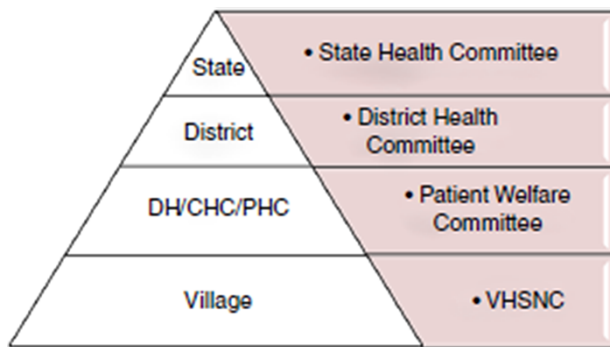 State
• State Health Committee
District
• District Health
Committee
DH/CHC/PHC
• Patient Welfare
Committee
Village
• VHSNC